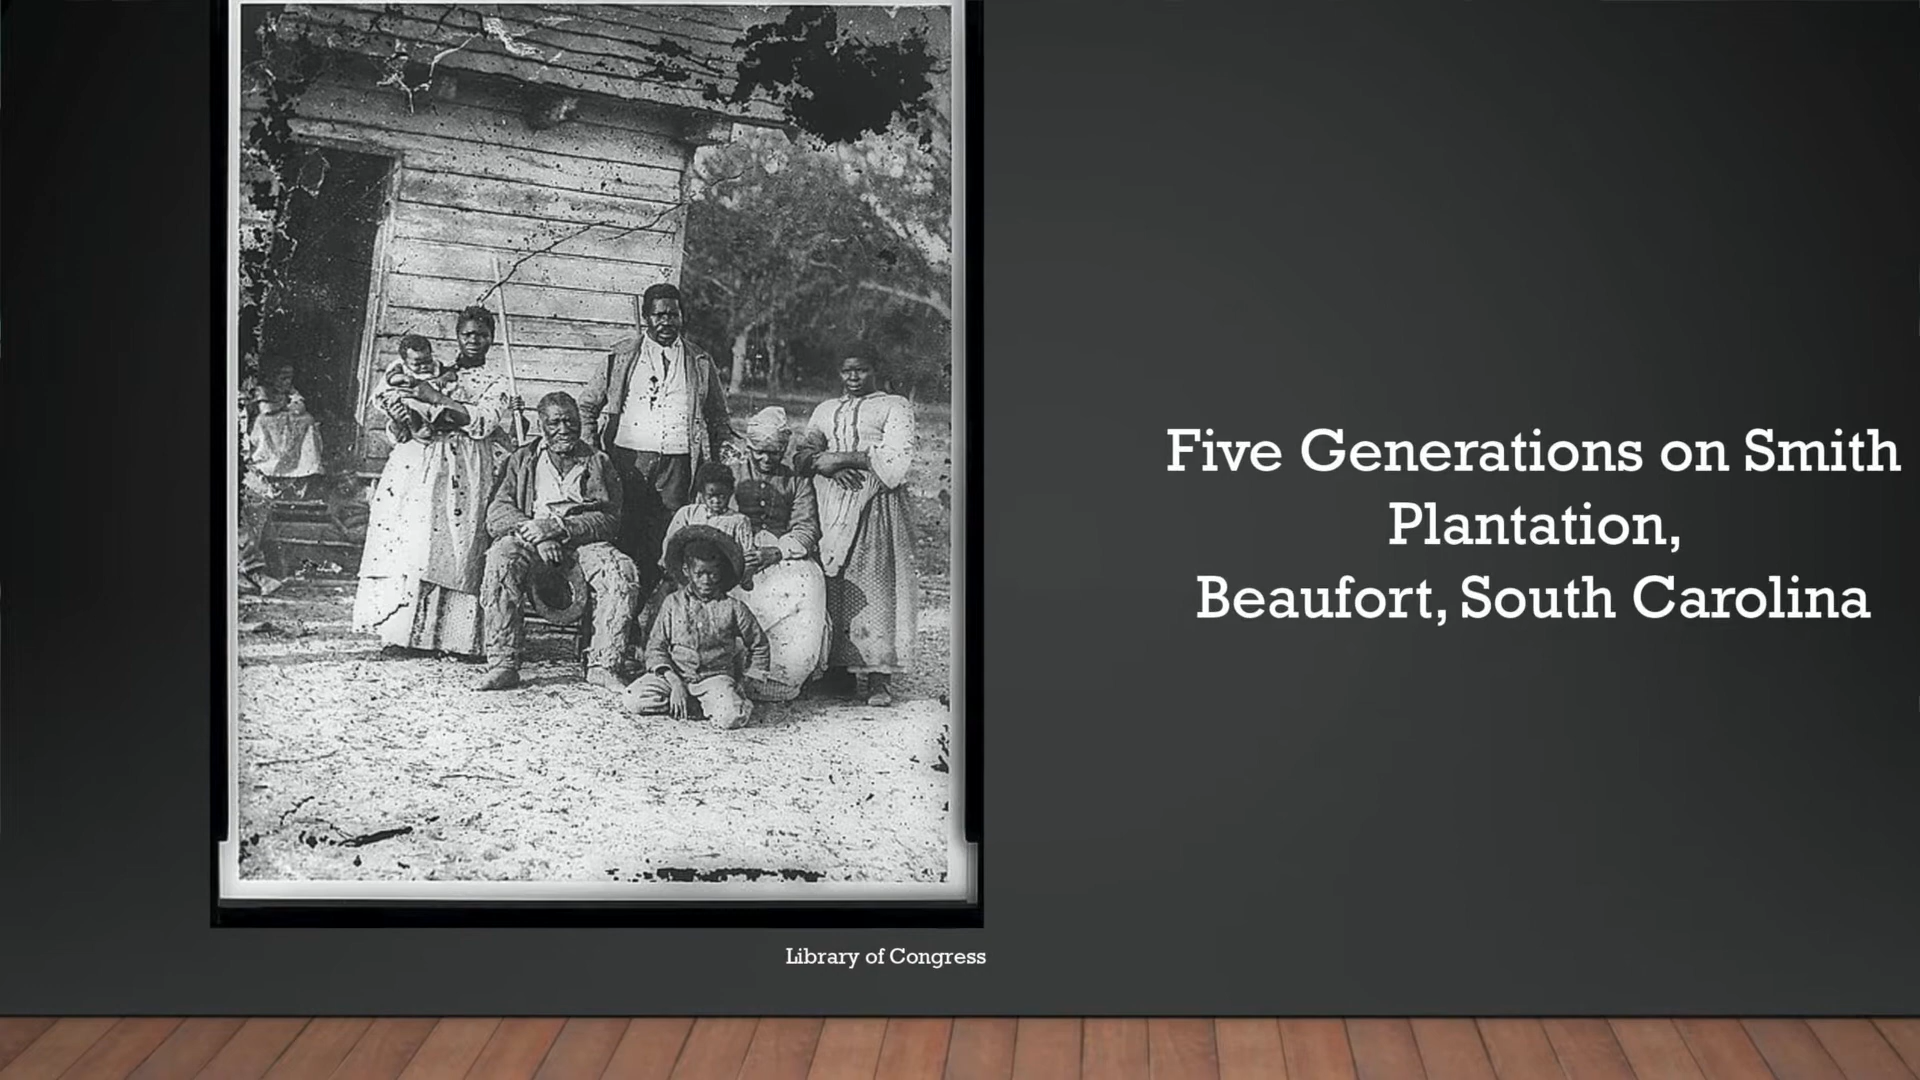 Five Generations on Smith
Plantation,
Beaufort, South Carolina
Library of Congress